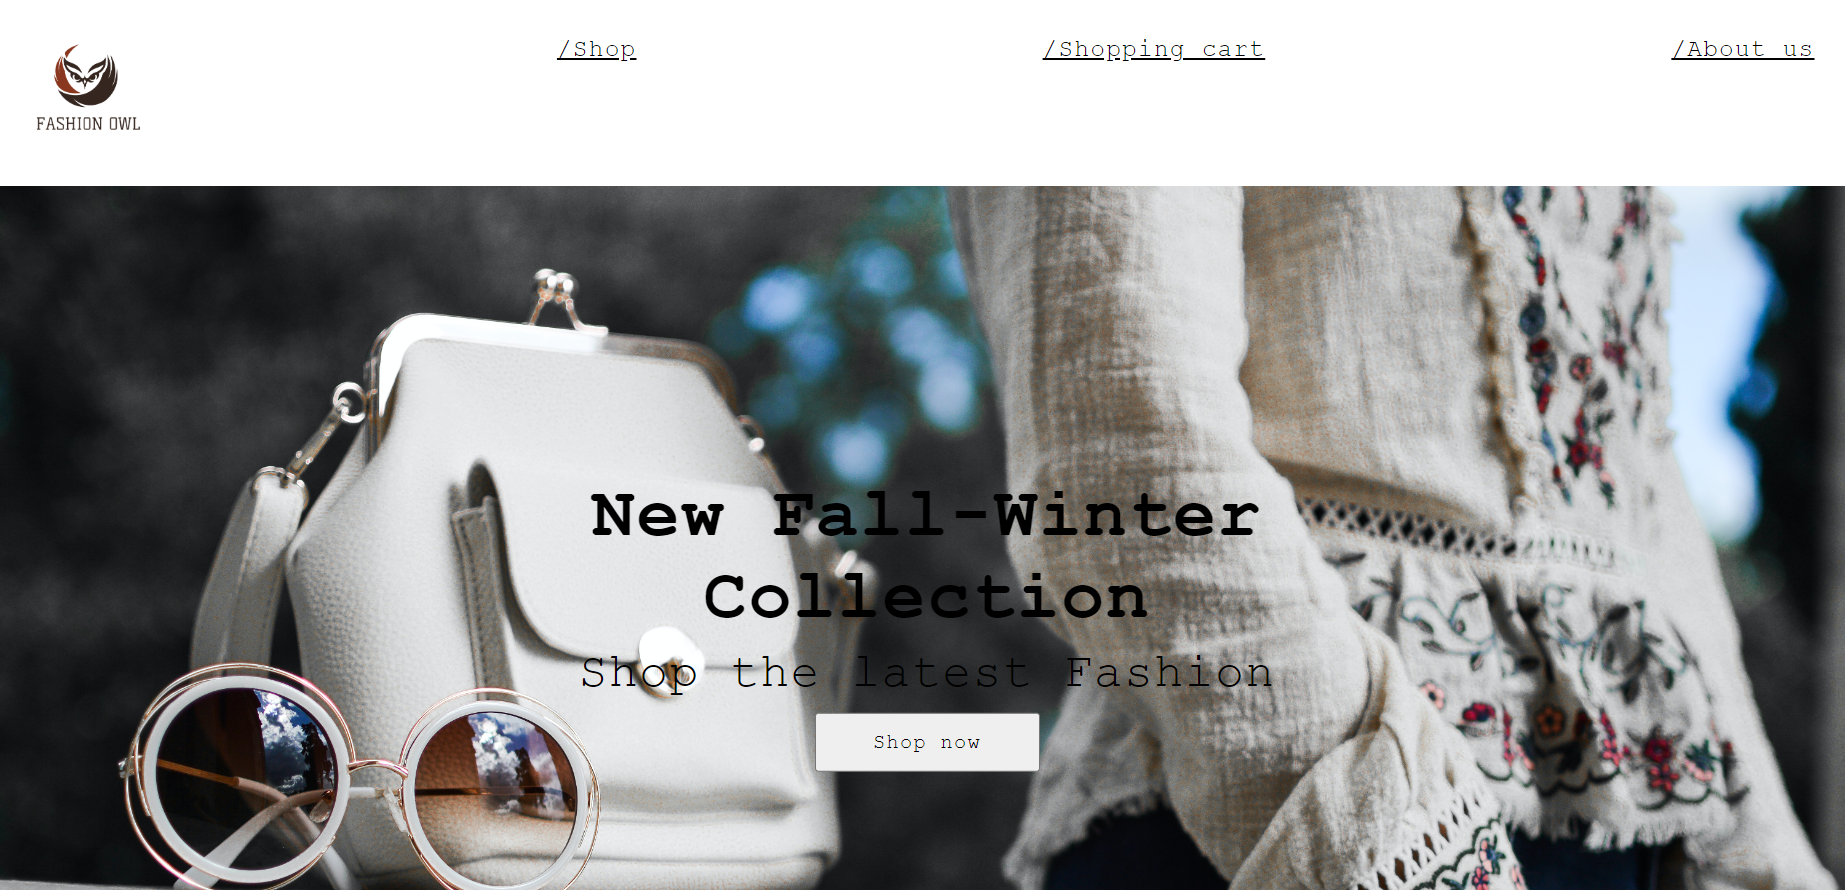 /Shop
/Shopping cart
/About us
FASHION OWL
New Fall-Winter
Collection
Shop the latest Fashion
Shop now